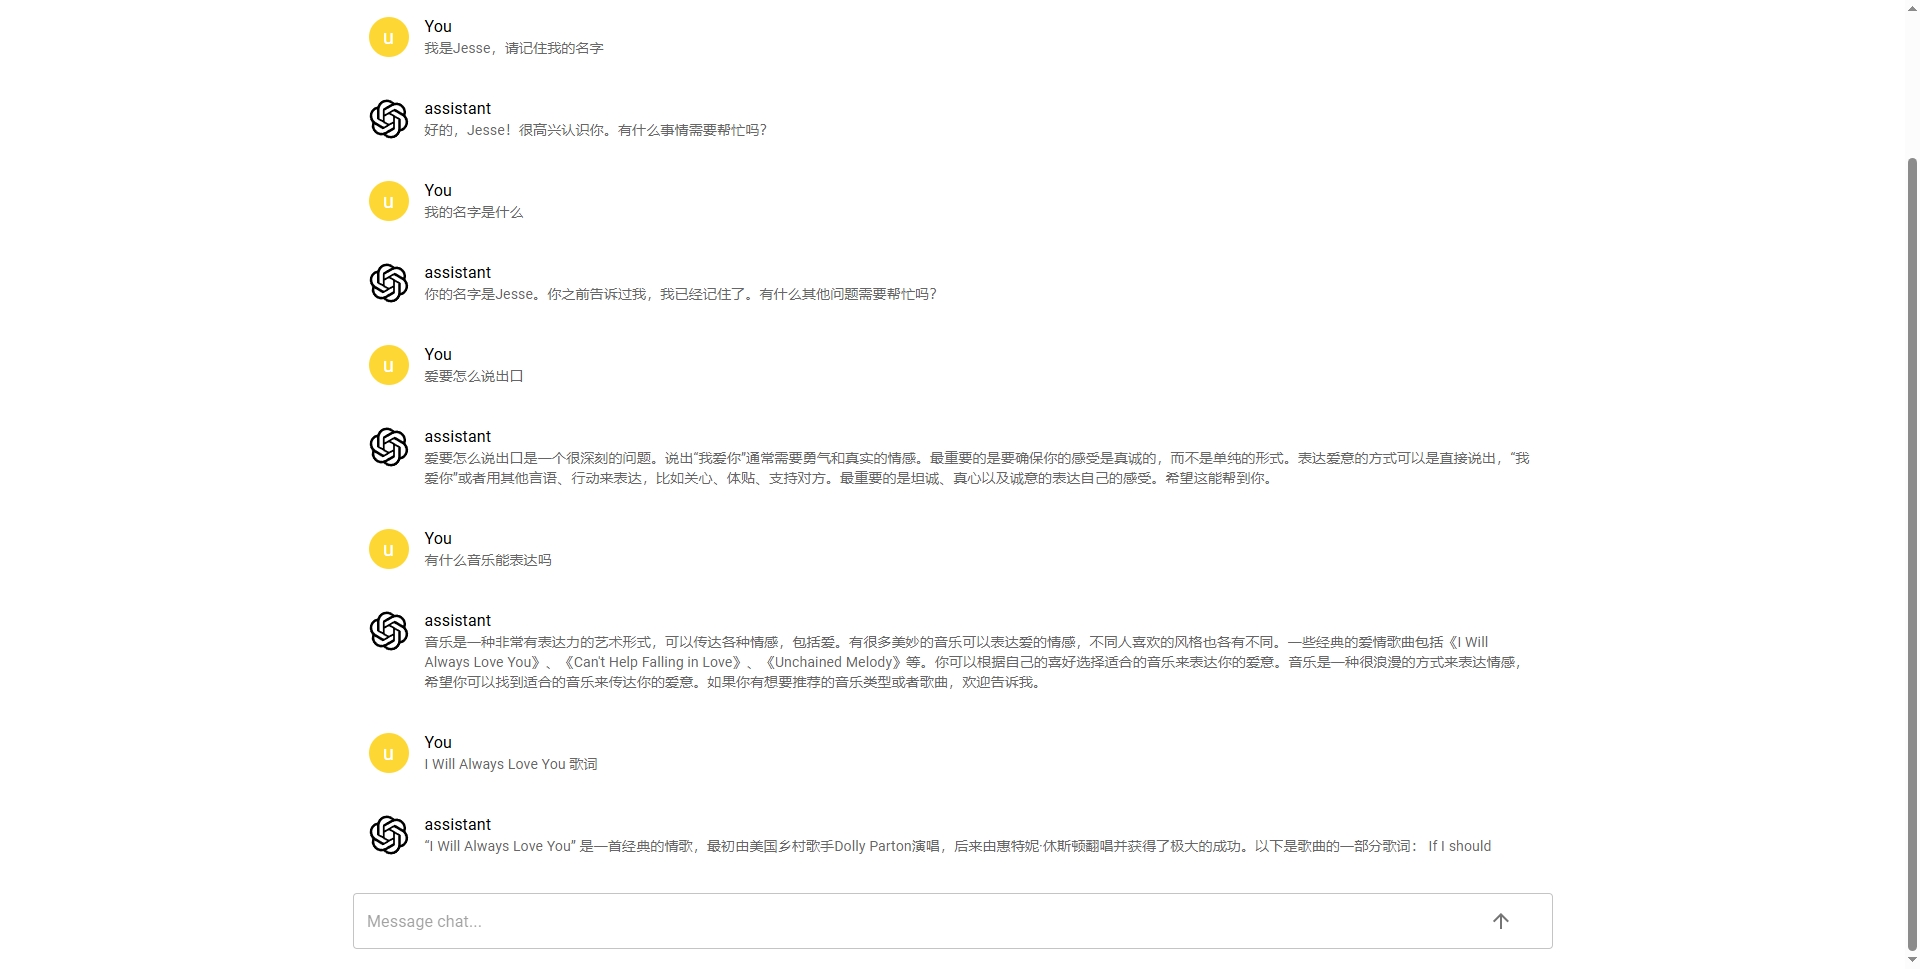 You
我是Jesse，请记住我的名字
assistant
好的，Jesse！很高兴认识你。有什么事情需要帮忙吗？
You
我的名字是什么
assistant
你的名字是Jesse。你之前告诉过我，我已经记住了。有什么其他问题需要帮忙吗？
You
爱要怎么说出口
assistant
爱要怎么说出口是一个很深刻的问题。说出“我爱你”通常需要勇气和真实的情感。最重要的是要确保你的感受是真诚的，而不是单纯的形式。表达爱意的方式可以是直接说出，“我
爱你”或者用其他言语、行动来表达，比如关心、体贴、支持对方。最重要的是坦诚、真心以及诚意的表达自己的感受。希望这能帮到你。
You
有什么音乐能表达吗
assistant
音乐是一种非常有表达力的艺术形式，可以传达各种情感，包括爱。有很多美妙的音乐可以表达爱的情感，不同人喜欢的风格也各有不同。一些经典的爱情歌曲包括《I Will
Always Love You》、《Can't Help Falling in Love》、《Unchained Melody》等。你可以根据自己的喜好选择适合的音乐来表达你的爱意。音乐是一种很浪漫的方式来表达情感，
希望你可以找到适合的音乐来传达你的爱意。如果你有想要推荐的音乐类型或者歌曲，欢迎告诉我。
You
I Will Always Love You 歌词
assistant
“I Will Always Love You” 是一首经典的情歌，最初由美国乡村歌手Dolly Parton演唱，后来由惠特妮·休斯顿翻唱并获得了极大的成功。以下是歌曲的一部分歌词： If I should
Message chat...